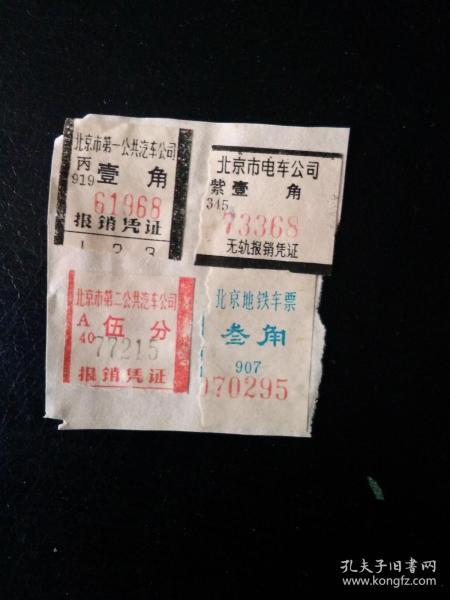 北京市第一公共汽车公司
丙 壹角
919
61968
报销凭证
1 2 3
北京市电车公司
紫壹角
345
73368
无轨报销凭证
北京市第二公共汽车公司
A 伍分
40
77215
报销凭证
北京地铁车票
叁角
907
070295
孔夫子旧书网
www.kongfz.com